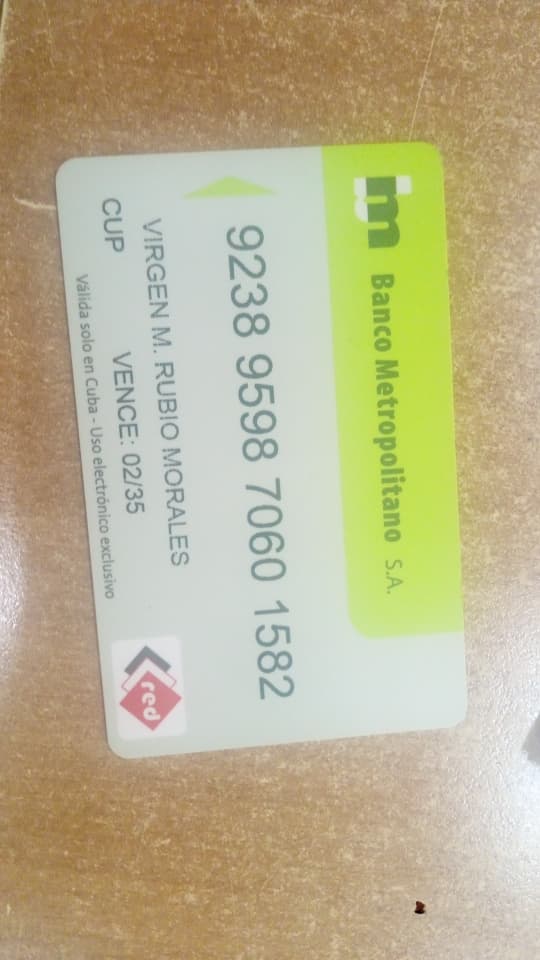 bm Banco Metropolitano S.A.
9238 9598 7060 1582
VIRGEN M. RUBIO MORALES
CUP VENCE: 02/35
red
Válida solo en Cuba - Uso electrónico exclusivo